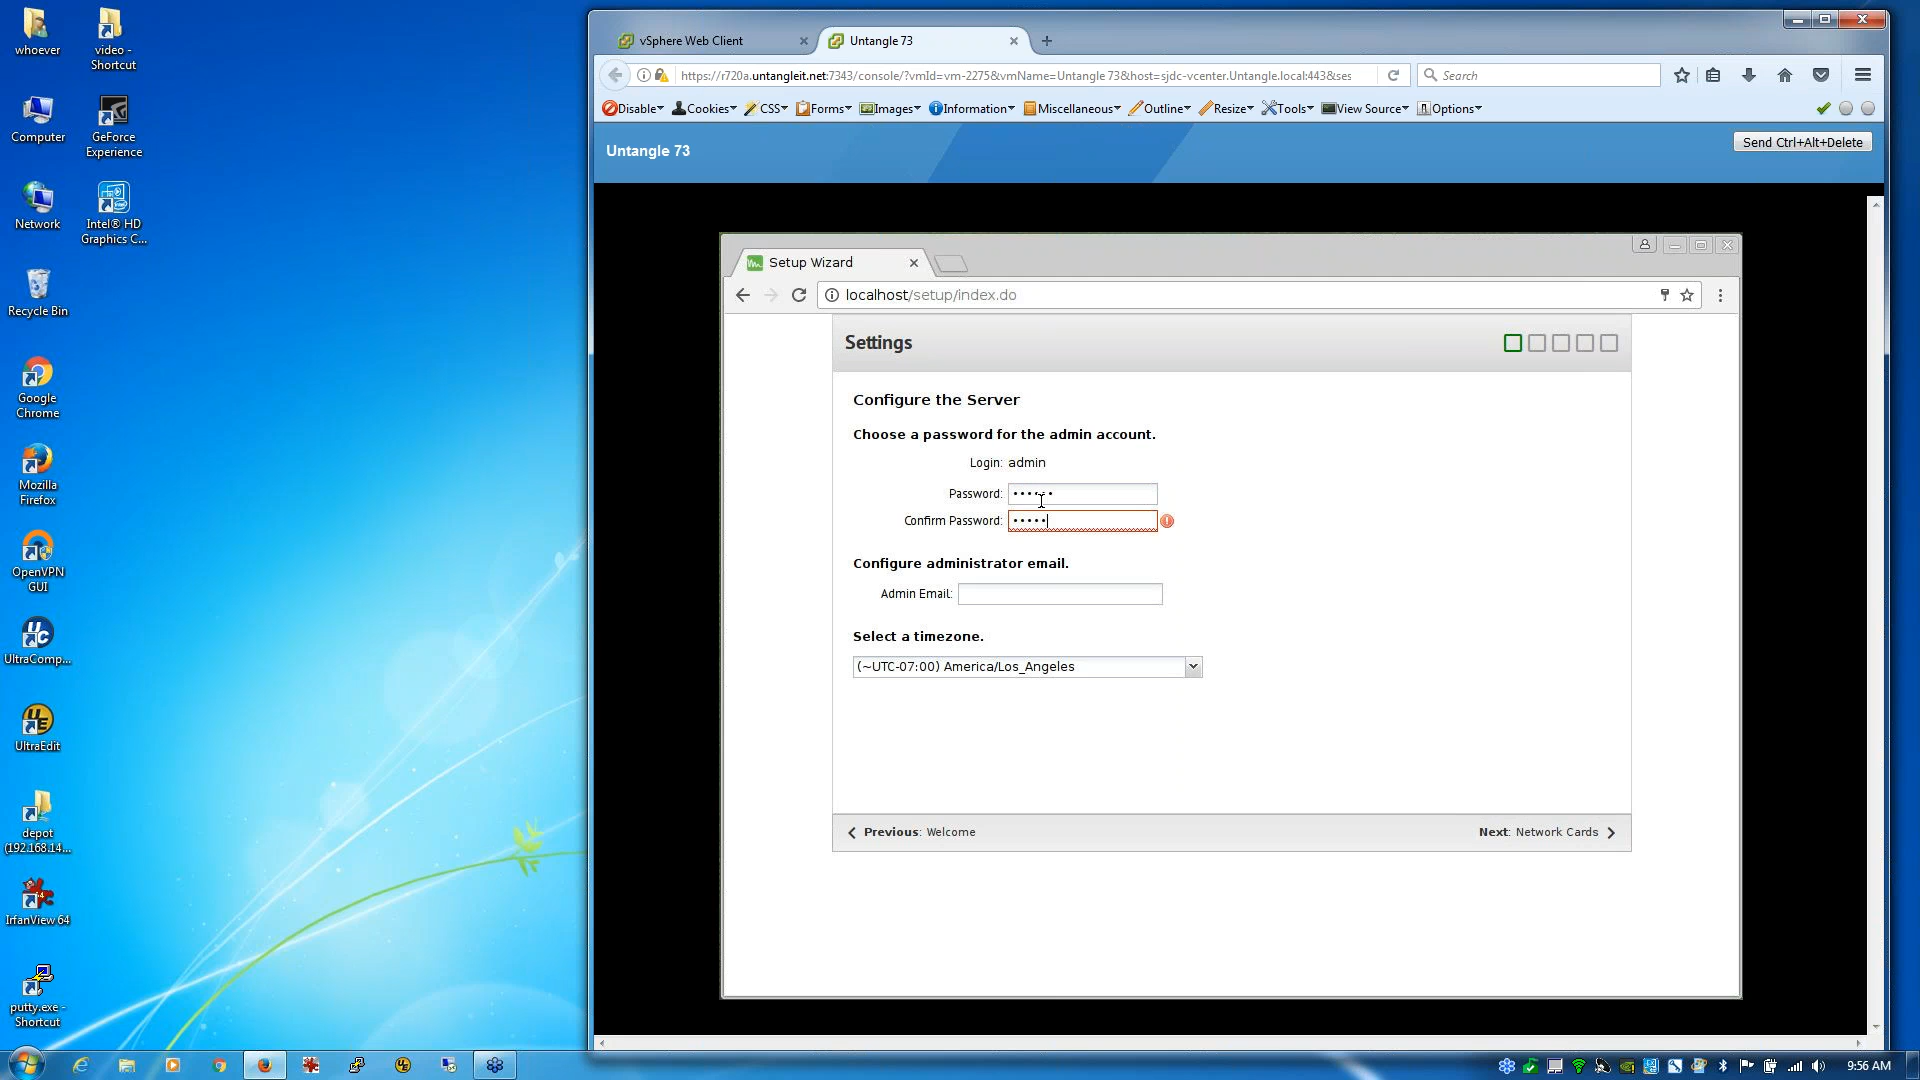 whoever
video -
Shortcut
Computer
GeForce
Experience
Network
Intel® HD
Graphics C...
Recycle Bin
Google
Chrome
Mozilla
Firefox
OpenVPN
GUI
UltraComp...
UltraEdit
depot
(192.168.14...
IrfanView 64
putty.exe -
Shortcut
vSphere Web Client
Untangle 73
https://r720a.untangleit.net:7343/console/?vmId=vm-2275&vmName=Untangle 73&host=sjdc-vcenter.Untangle.local:443&ses
Search
Disable Cookies CSS Forms Images Information Miscellaneous Outline Resize Tools View Source Options
Untangle 73
Send Ctrl+Alt+Delete
Setup Wizard
localhost/setup/index.do
Settings
Configure the Server
Choose a password for the admin account.
Login: admin
Password:
Confirm Password:
Configure administrator email.
Admin Email:
Select a timezone.
(~UTC-07:00) America/Los_Angeles
Previous: Welcome
Next: Network Cards
9:56 AM